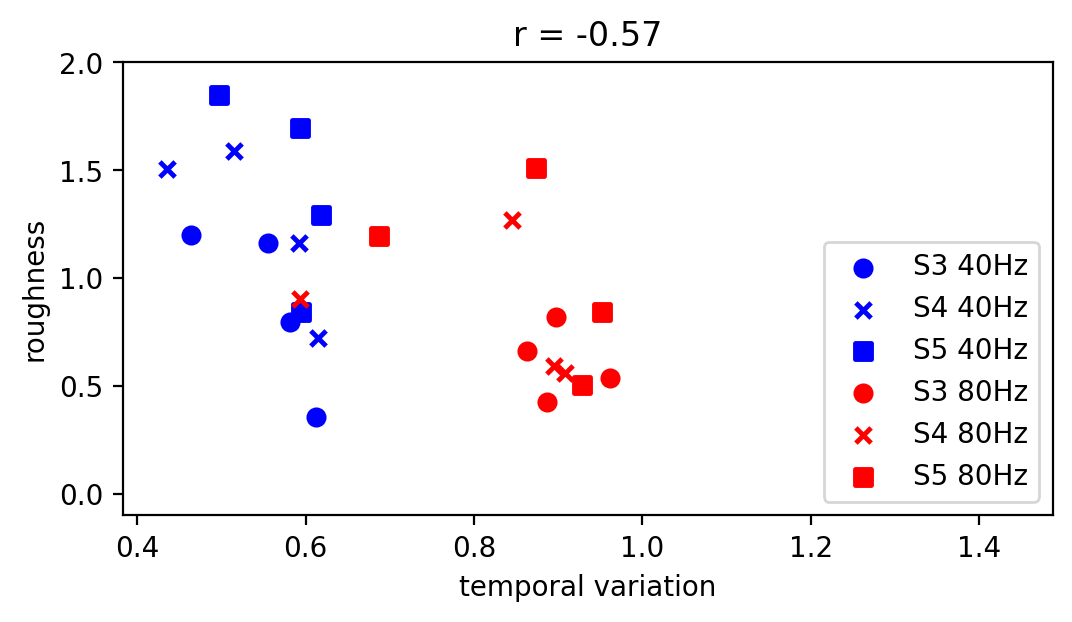 r = -0.57
roughness
2.0
1.5
1.0
0.5
0.0
S3 40Hz
S4 40Hz
S5 40Hz
S3 80Hz
S4 80Hz
S5 80Hz
0.4 0.6 0.8 1.0 1.2 1.4
temporal variation